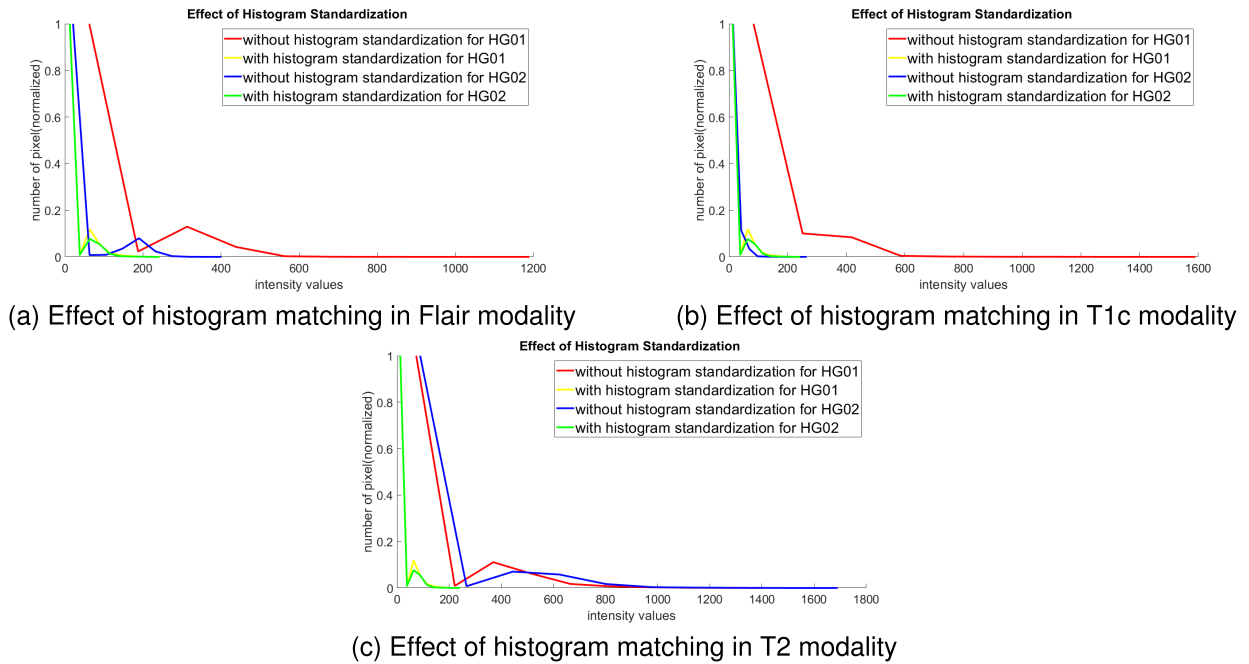 Effect of Histogram Standardization
without histogram standardization for HG01
with histogram standardization for HG01
without histogram standardization for HG02
with histogram standardization for HG02
number of pixel(normalized)
1
0.8
0.6
0.4
0.2
0
0 200 400 600 800 1000 1200
intensity values
(a) Effect of histogram matching in Flair modality
Effect of Histogram Standardization
without histogram standardization for HG01
with histogram standardization for HG01
without histogram standardization for HG02
with histogram standardization for HG02
number of pixel(normalized)
1
0.8
0.6
0.4
0.2
0
0 200 400 600 800 1000 1200 1400 1600
intensity values
(b) Effect of histogram matching in T1c modality
Effect of Histogram Standardization
without histogram standardization for HG01
with histogram standardization for HG01
without histogram standardization for HG02
with histogram standardization for HG02
number of pixel(normalized)
1
0.8
0.6
0.4
0.2
0
0 200 400 600 800 1000 1200 1400 1600 1800
intensity values
(c) Effect of histogram matching in T2 modality